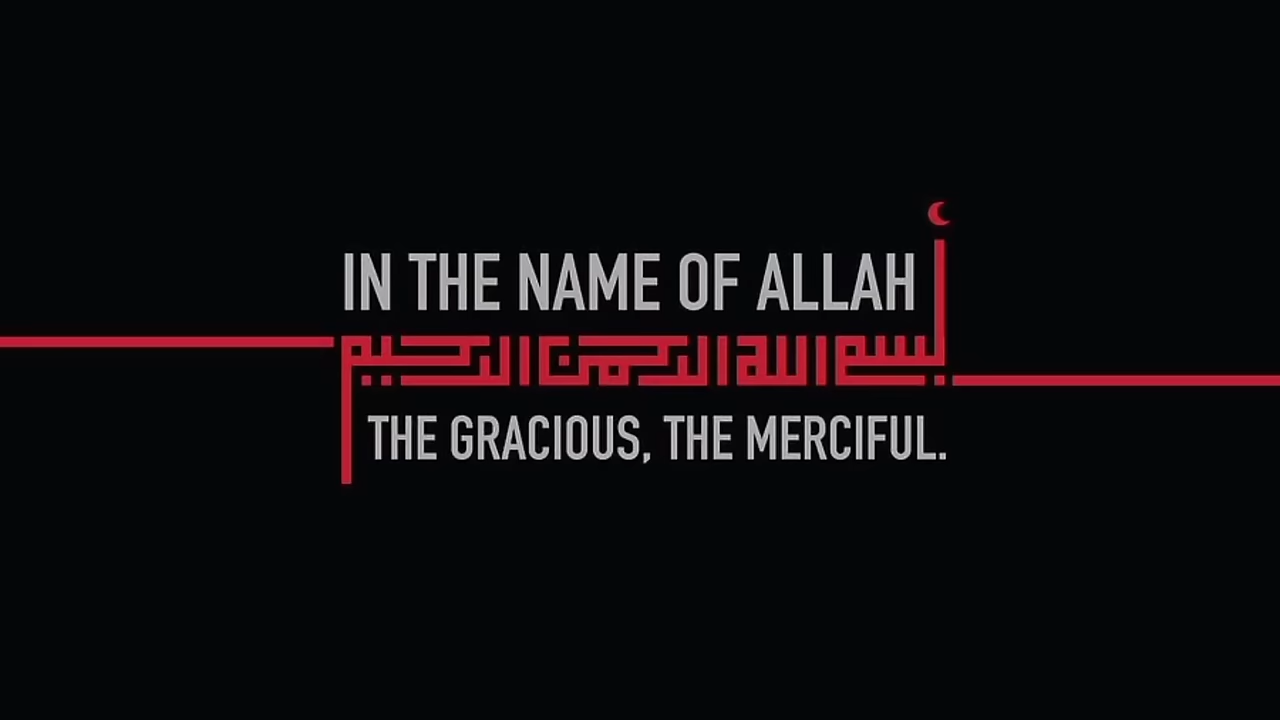 IN THE NAME OF ALLAH
بسم الله الرحمن الرحيم
THE GRACIOUS, THE MERCIFUL.